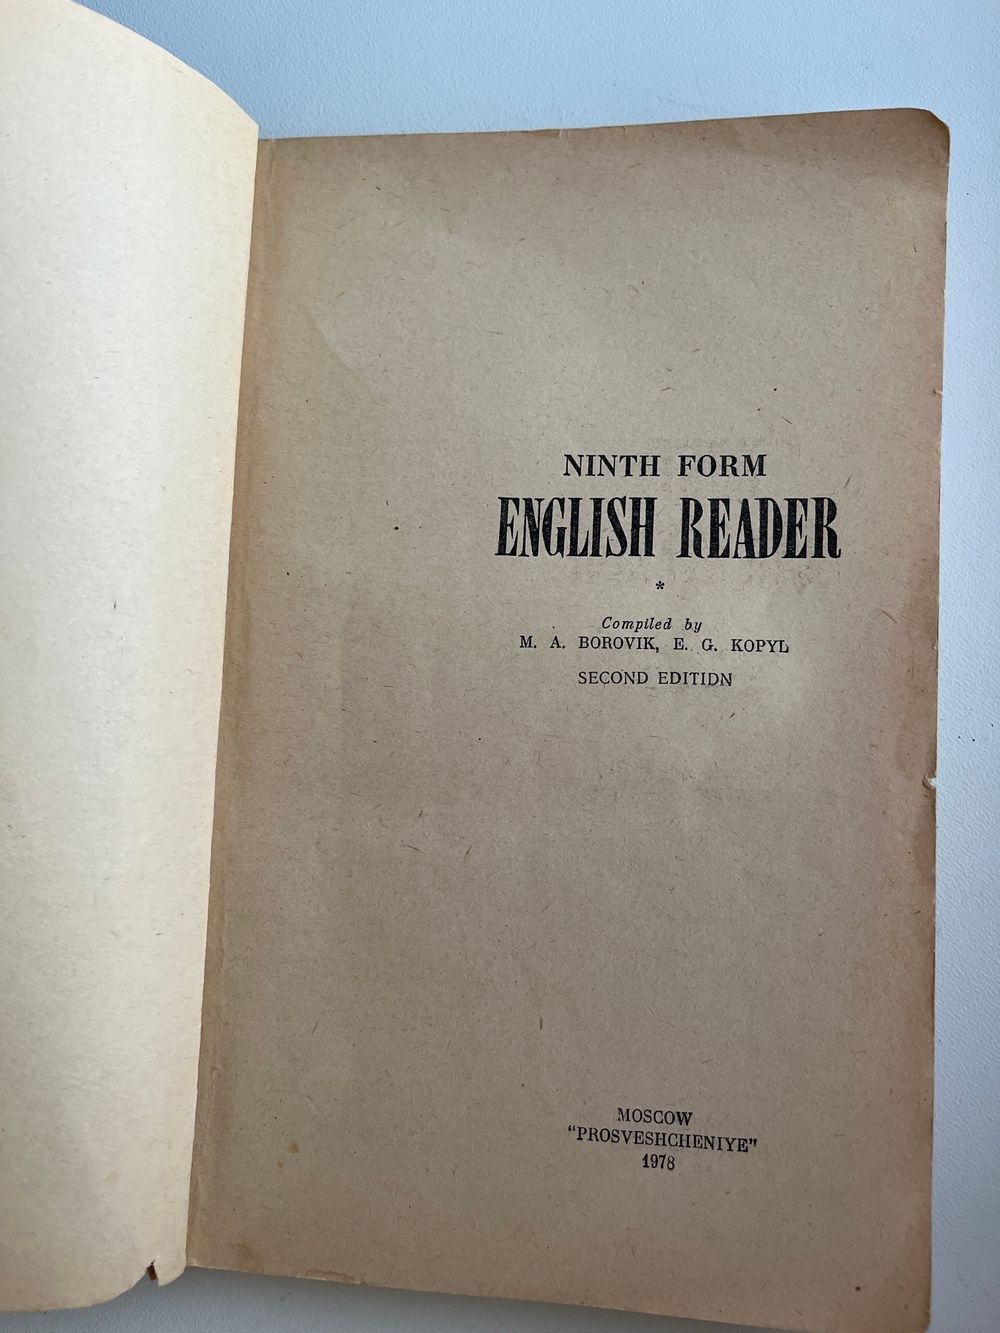 NINTH FORM
ENGLISH READER
*
Compiled by
M. A. BOROVIK, E. G. KOPYL
SECOND EDITIDN
MOSCOW
“PROSVESHCHENIYE”
1978